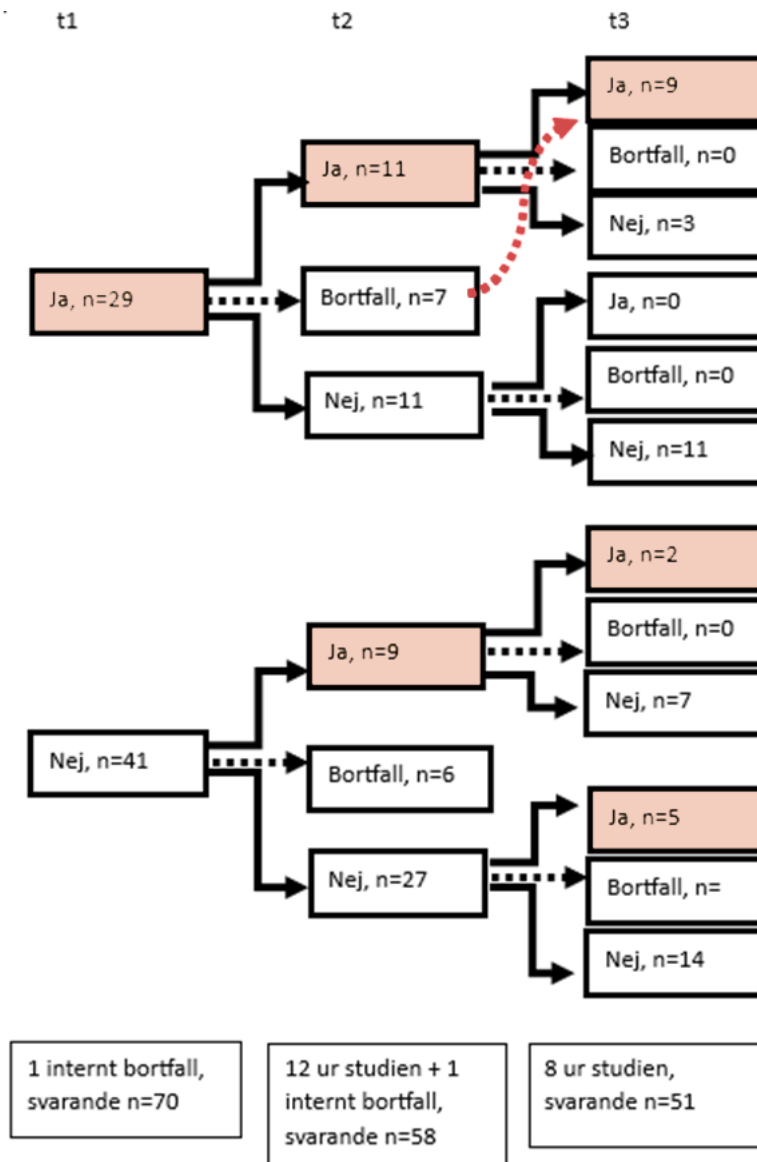 t1
t2
t3
Ja, n=29
Ja, n=11
Bortfall, n=7
Nej, n=11
Ja, n=9
Bortfall, n=0
Nej, n=3
Ja, n=0
Bortfall, n=0
Nej, n=11
Nej, n=41
Ja, n=9
Bortfall, n=6
Nej, n=27
Ja, n=2
Bortfall, n=0
Nej, n=7
Ja, n=5
Bortfall, n=
Nej, n=14
1 internt bortfall,
svarande n=70
12 ur studien + 1
internt bortfall,
svarande n=58
8 ur studien,
svarande n=51